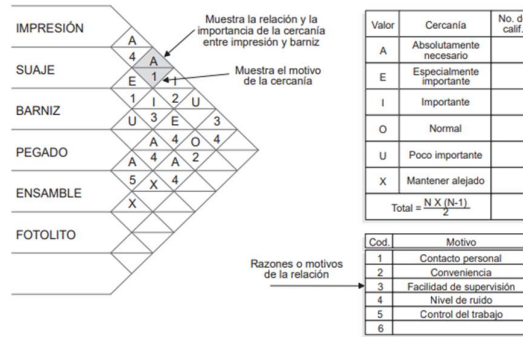 IMPRESIÓN
SUAJE
BARNIZ
PEGADO
ENSAMBLE
FOTOLITO
A
4
A
1
E
I
1
I
2
U
U
3
E
3
A
4
O
4
A
4
A
2
5
X
4
X
Muestra la relación y la
importancia de la cercanía
entre impresión y barniz
Muestra el motivo
de la cercanía
Razones o motivos
de la relación
Valor Cercanía No. d
calif.
A Absolutamente
necesario
E Especialmente
importante
I Importante
O Normal
U Poco importante
X Mantener alejado
Total = N X (N-1)
2
Cod. Motivo
1 Contacto personal
2 Conveniencia
3 Facilidad de supervisión
4 Nivel de ruido
5 Control del trabajo
6